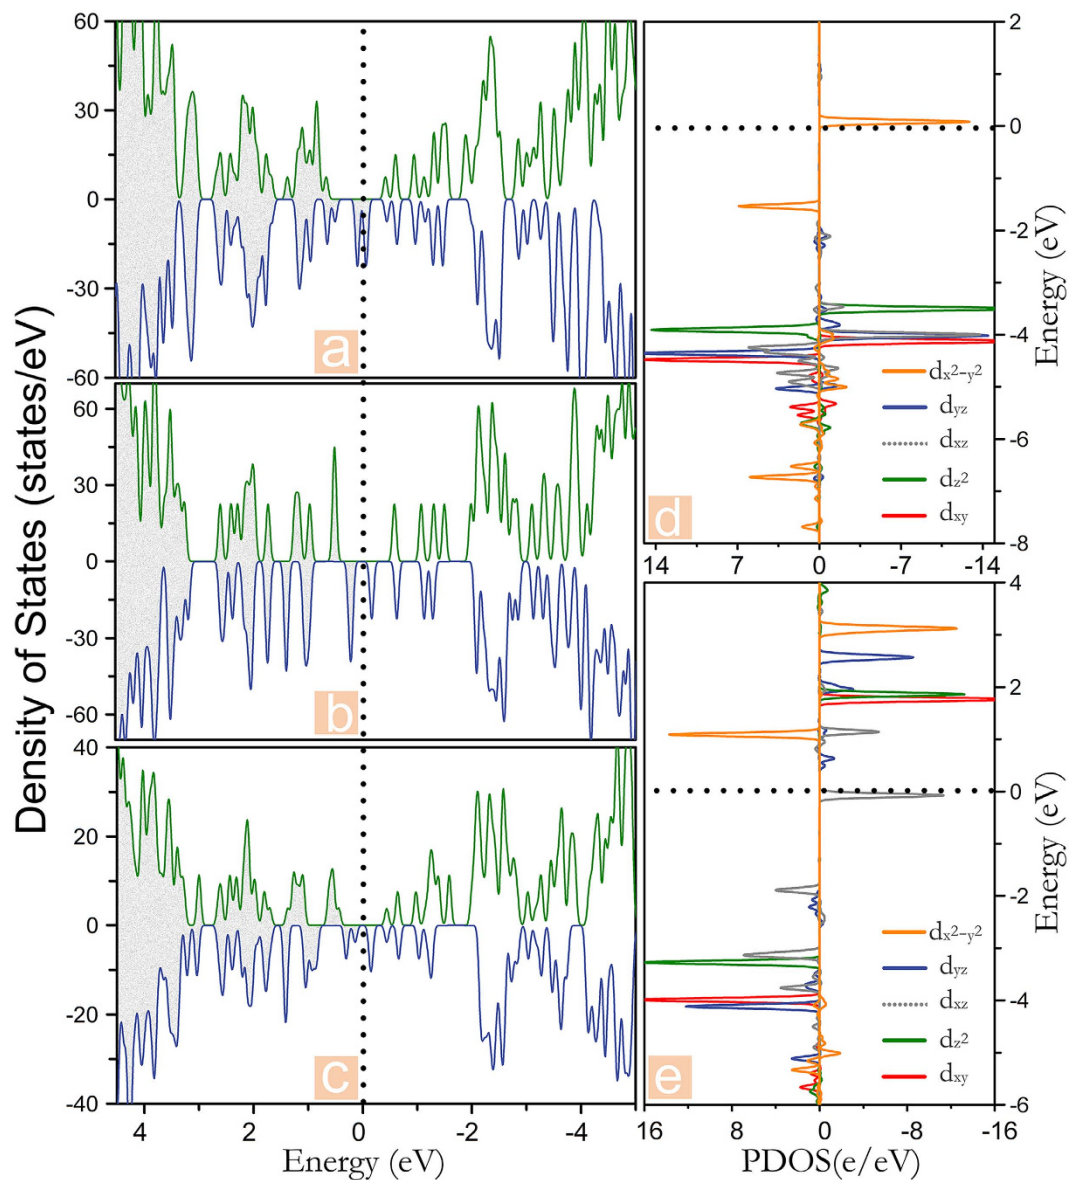 Density of States (states/eV)
60
30
0
-30
-60
a
60
30
0
-30
-60
b
40
20
0
-20
-40
c
4 2 0 -2 -4
Energy (eV)
2
0
-2
-4
-6
-8
Energy (eV)
dx²-y²
dyz
dxz
dz²
dxy
d
14 7 0 -7 -14
4
2
0
-2
-4
-6
Energy (eV)
dx²-y²
dyz
dxz
dz²
dxy
e
16 8 0 -8 -16
PDOS(e/eV)